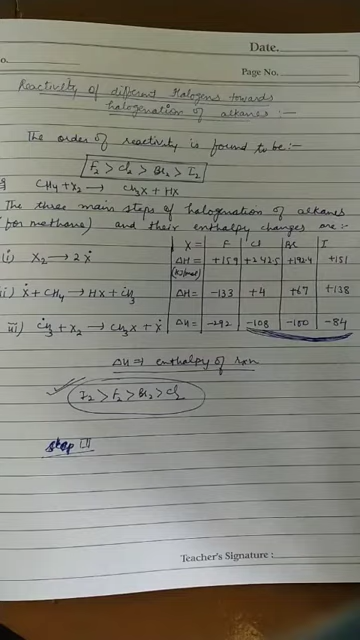 Date.
o.
Page No.
Reactivity of different Halogens towards
halogenation of alkanes :-
The order of reactivity is found to be:-
F₂ > Cl₂ > Br₂ > I₂
CH₄ + X₂ → CH₃X + HX
The three main steps of halogenation of alkanes
(for methane) and their enthalpy changes are:-
X = F Cl Br I
(i) X₂ → 2Ẋ ΔH = +159 +242.5 +192.4 +151
(KJ/mol)
ii) Ẋ + CH₄ → HX + ĊH₃ ΔH = -133 +4 +67 +138
iii) ĊH₃ + X₂ → CH₃X + Ẋ ΔH = -292 -108 -100 -84
ΔH ⇒ enthalpy of rxn
I₂ > F₂ > Br₂ > Cl₂
step
Teacher's Signature :